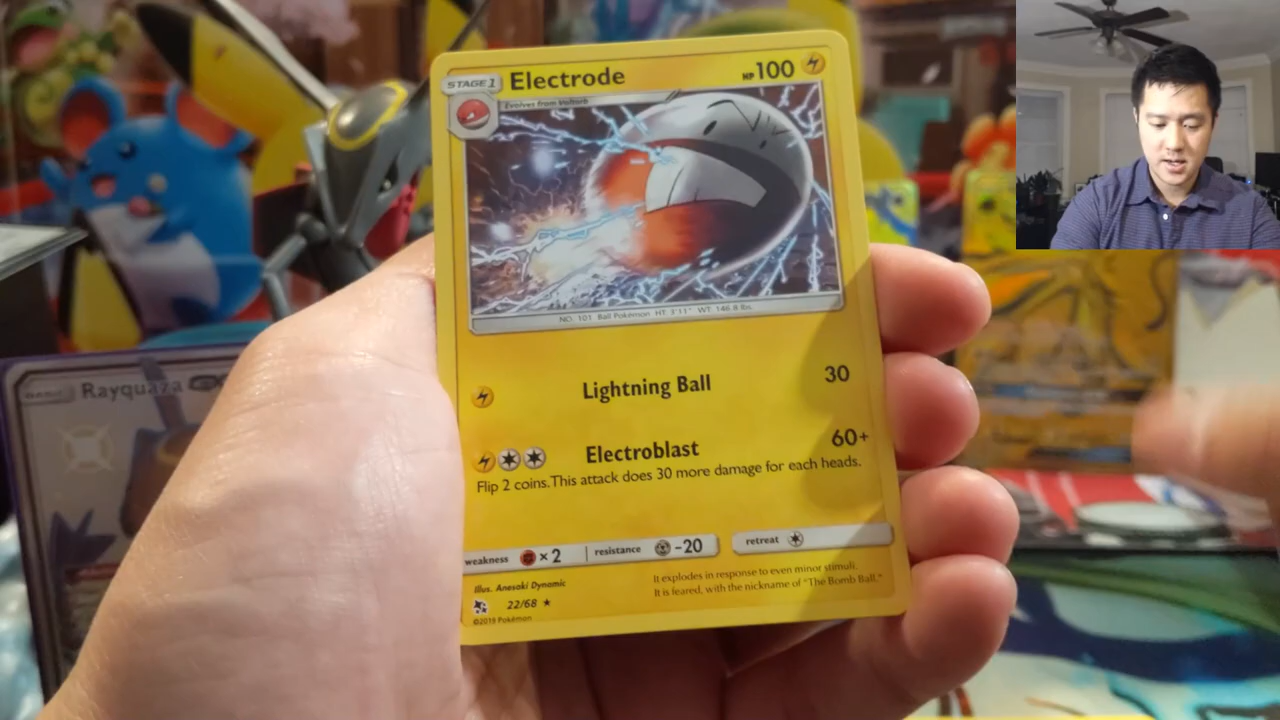 STAGE 1 Electrode HP 100
Evolves from Voltorb
NO. 101 Ball Pokémon HT: 3'11" WT: 146.8 lbs.
Lightning Ball 30
Electroblast 60+
Flip 2 coins. This attack does 30 more damage for each heads.
weakness ×2 resistance -20 retreat
Illus. Anesaki Dynamic
It explodes in response to even minor stimuli.
It is feared, with the nickname of "The Bomb Ball."
22/68
©2019 Pokémon
BASIC Rayquaza